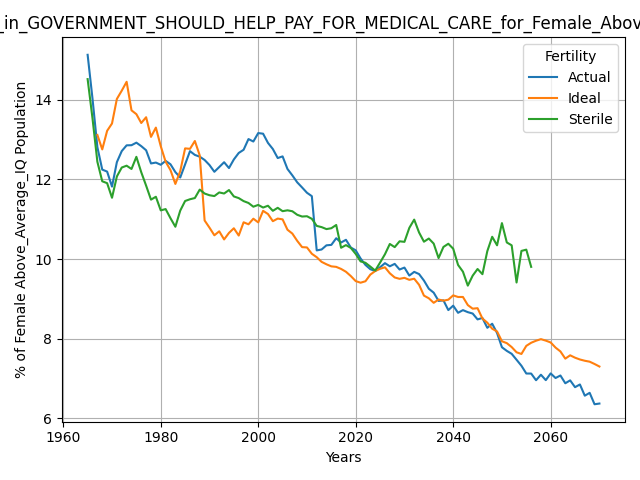 _in_GOVERNMENT_SHOULD_HELP_PAY_FOR_MEDICAL_CARE_for_Female_Abov
% of Female Above_Average_IQ Population
14
12
10
8
6
Fertility
Actual
Ideal
Sterile
1960
1980
2000
2020
2040
2060
Years